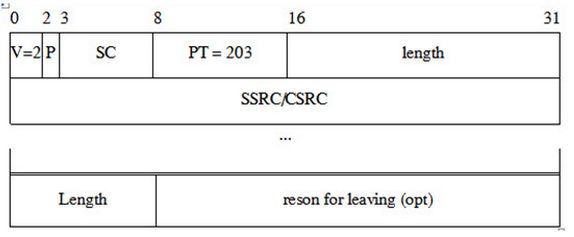 0 2 3 8 16 31
V=2 P SC PT = 203 length
SSRC/CSRC
...
Length reson for leaving (opt)